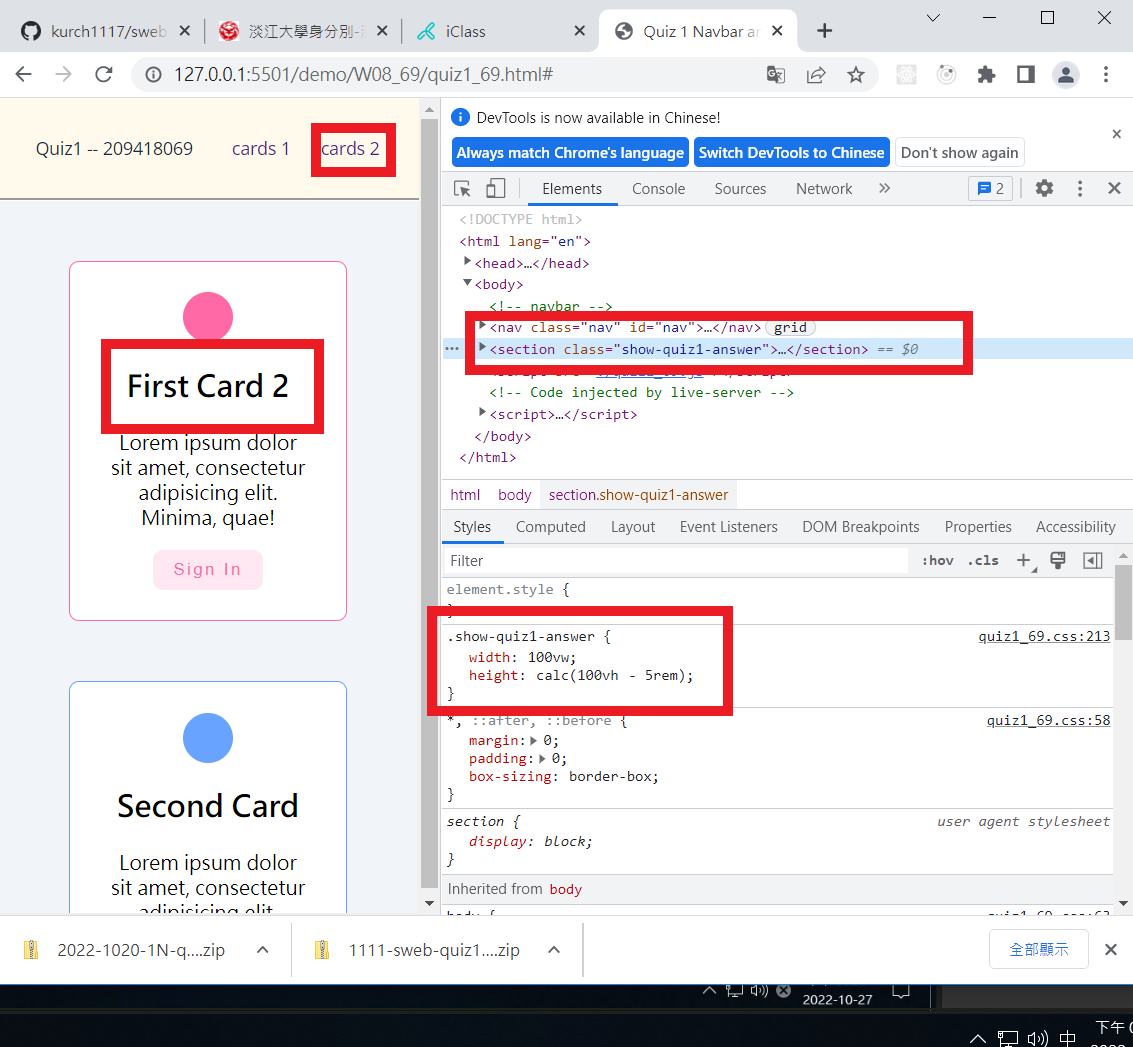 kurch1117/sweb
淡江大學身分別-
iClass
Quiz 1 Navbar an
127.0.0.1:5501/demo/W08_69/quiz1_69.html#
Quiz1 -- 209418069
cards 1
cards 2
First Card 2
Lorem ipsum dolor
sit amet, consectetur
adipisicing elit.
Minima, quae!
Sign In
Second Card
Lorem ipsum dolor
sit amet, consectetur
adipisicing elit.
DevTools is now available in Chinese!
Always match Chrome's language
Switch DevTools to Chinese
Don't show again
Elements
Console
Sources
Network
2
<!DOCTYPE html>
<html lang="en">
<head>…</head>
<body>
<!-- navbar -->
<nav class="nav" id="nav">…</nav> grid
<section class="show-quiz1-answer">…</section> == $0
<!-- Code injected by live-server -->
<script>…</script>
</body>
</html>
html body section.show-quiz1-answer
Styles
Computed
Layout
Event Listeners
DOM Breakpoints
Properties
Accessibility
Filter
:hov .cls
element.style {
}
.show-quiz1-answer { quiz1_69.css:213
width: 100vw;
height: calc(100vh - 5rem);
}
*, ::after, ::before { quiz1_69.css:58
margin: 0;
padding: 0;
box-sizing: border-box;
}
section { user agent stylesheet
display: block;
}
Inherited from body
body { quiz1_69.css:63
2022-1020-1N-q....zip
1111-sweb-quiz1....zip
全部顯示
2022-10-27
中
下午